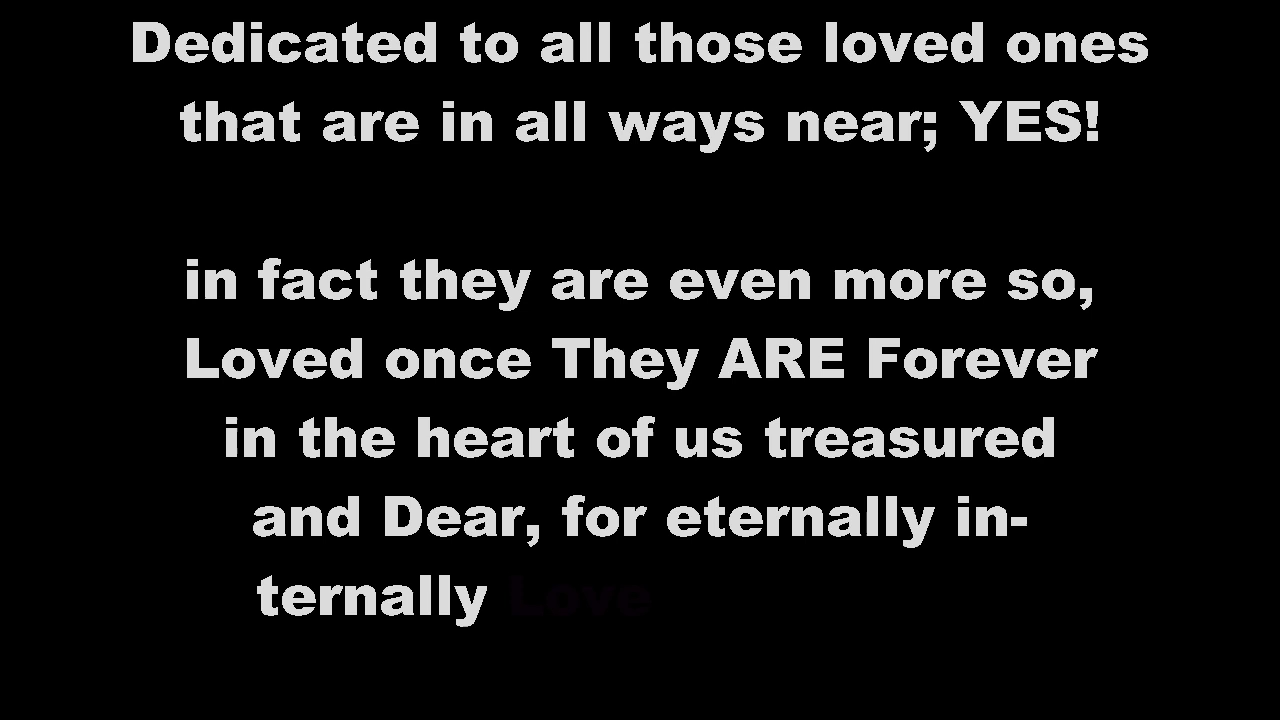 Dedicated to all those loved ones
that are in all ways near; YES!
in fact they are even more so,
Loved once They ARE Forever
in the heart of us treasured
and Dear, for eternally in-
ternally Love